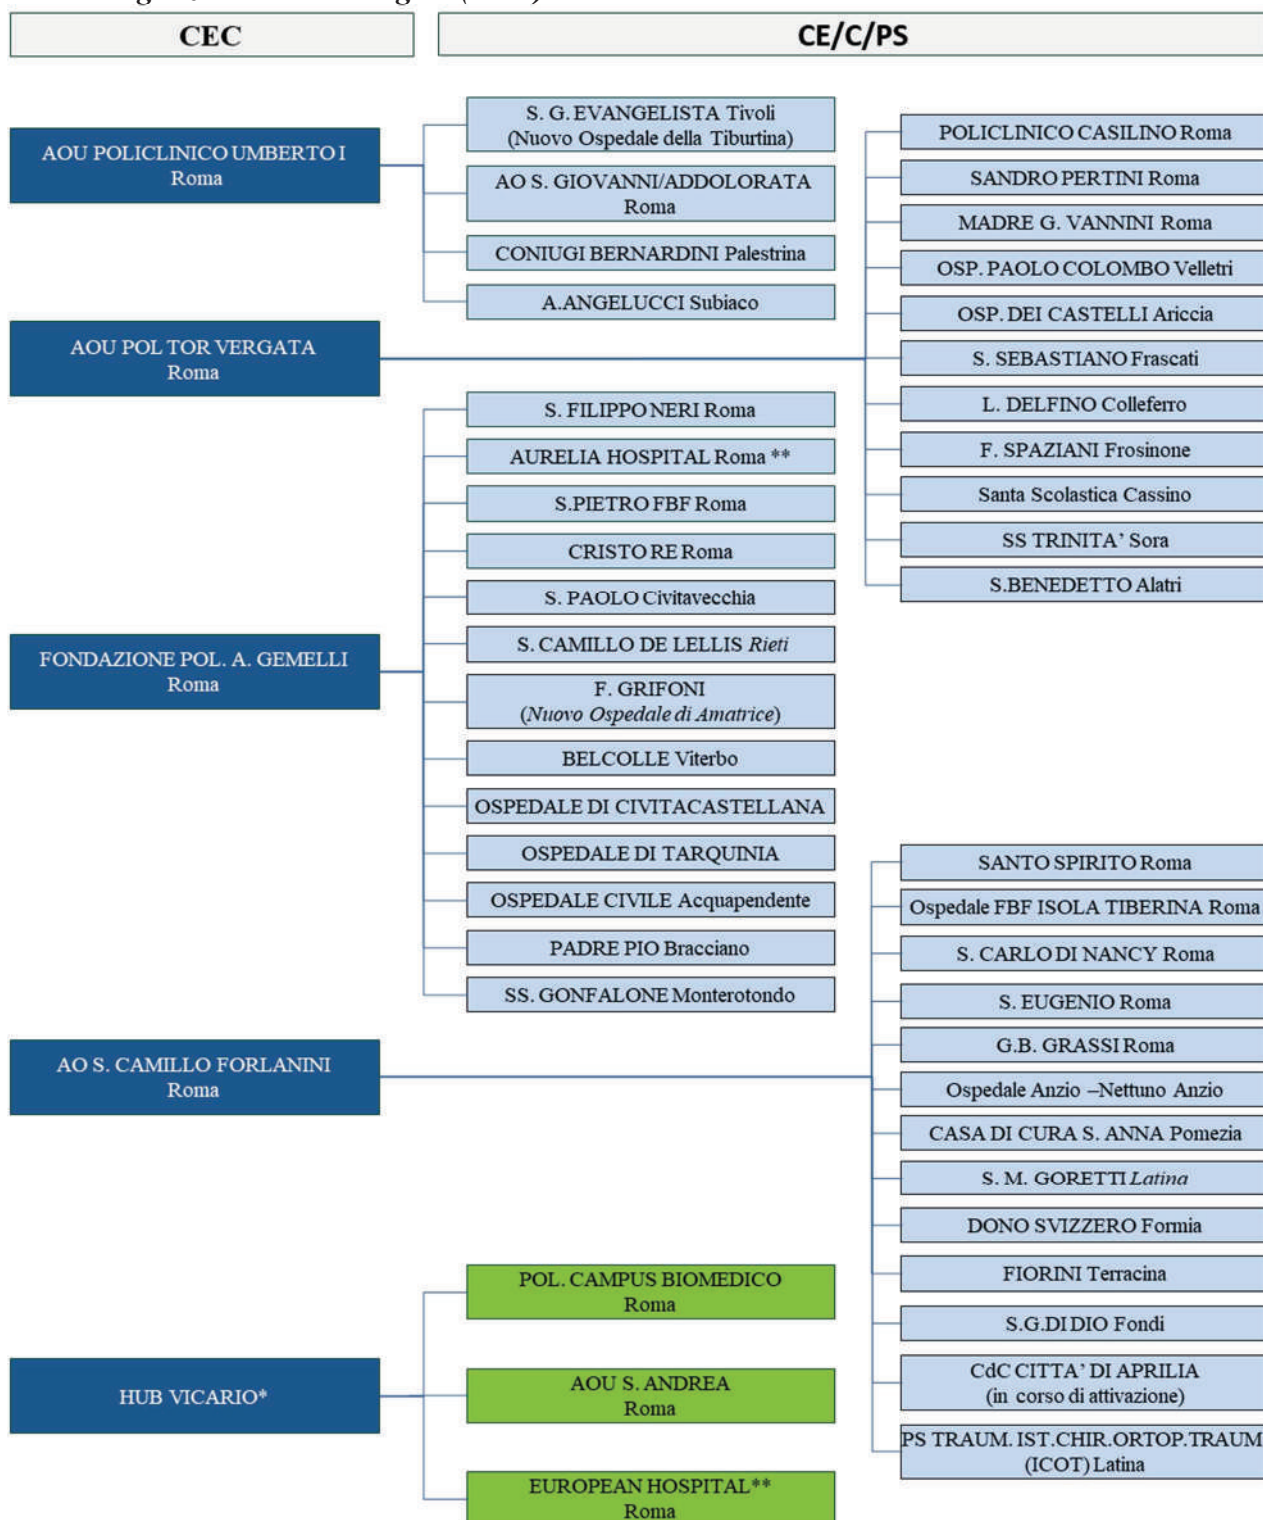 CEC
CE/C/PS
AOU POLICLINICO UMBERTO I
Roma
S. G. EVANGELISTA Tivoli
(Nuovo Ospedale della Tiburtina)
AO S. GIOVANNI/ADDOLORATA
Roma
CONIUGI BERNARDINI Palestrina
A.ANGELUCCI Subiaco
AOU POL TOR VERGATA
Roma
POLICLINICO CASILINO Roma
SANDRO PERTINI Roma
MADRE G. VANNINI Roma
OSP. PAOLO COLOMBO Velletri
OSP. DEI CASTELLI Ariccia
S. SEBASTIANO Frascati
L. DELFINO Colleferro
F. SPAZIANI Frosinone
Santa Scolastica Cassino
SS TRINITA’ Sora
S.BENEDETTO Alatri
FONDAZIONE POL. A. GEMELLI
Roma
S. FILIPPO NERI Roma
AURELIA HOSPITAL Roma **
S.PIETRO FBF Roma
CRISTO RE Roma
S. PAOLO Civitavecchia
S. CAMILLO DE LELLIS Rieti
F. GRIFONI
(Nuovo Ospedale di Amatrice)
BELCOLLE Viterbo
OSPEDALE DI CIVITACASTELLANA
OSPEDALE DI TARQUINIA
OSPEDALE CIVILE Acquapendente
PADRE PIO Bracciano
SS. GONFALONE Monterotondo
AO S. CAMILLO FORLANINI
Roma
SANTO SPIRITO Roma
Ospedale FBF ISOLA TIBERINA Roma
S. CARLO DI NANCY Roma
S. EUGENIO Roma
G.B. GRASSI Roma
Ospedale Anzio –Nettuno Anzio
CASA DI CURA S. ANNA Pomezia
S. M. GORETTI Latina
DONO SVIZZERO Formia
FIORINI Terracina
S.G.DI DIO Fondi
CdC CITTA’ DI APRILIA
(in corso di attivazione)
PS TRAUM. IST.CHIR.ORTOP.TRAUM
(ICOT) Latina
HUB VICARIO*
POL. CAMPUS BIOMEDICO
Roma
AOU S. ANDREA
Roma
EUROPEAN HOSPITAL**
Roma